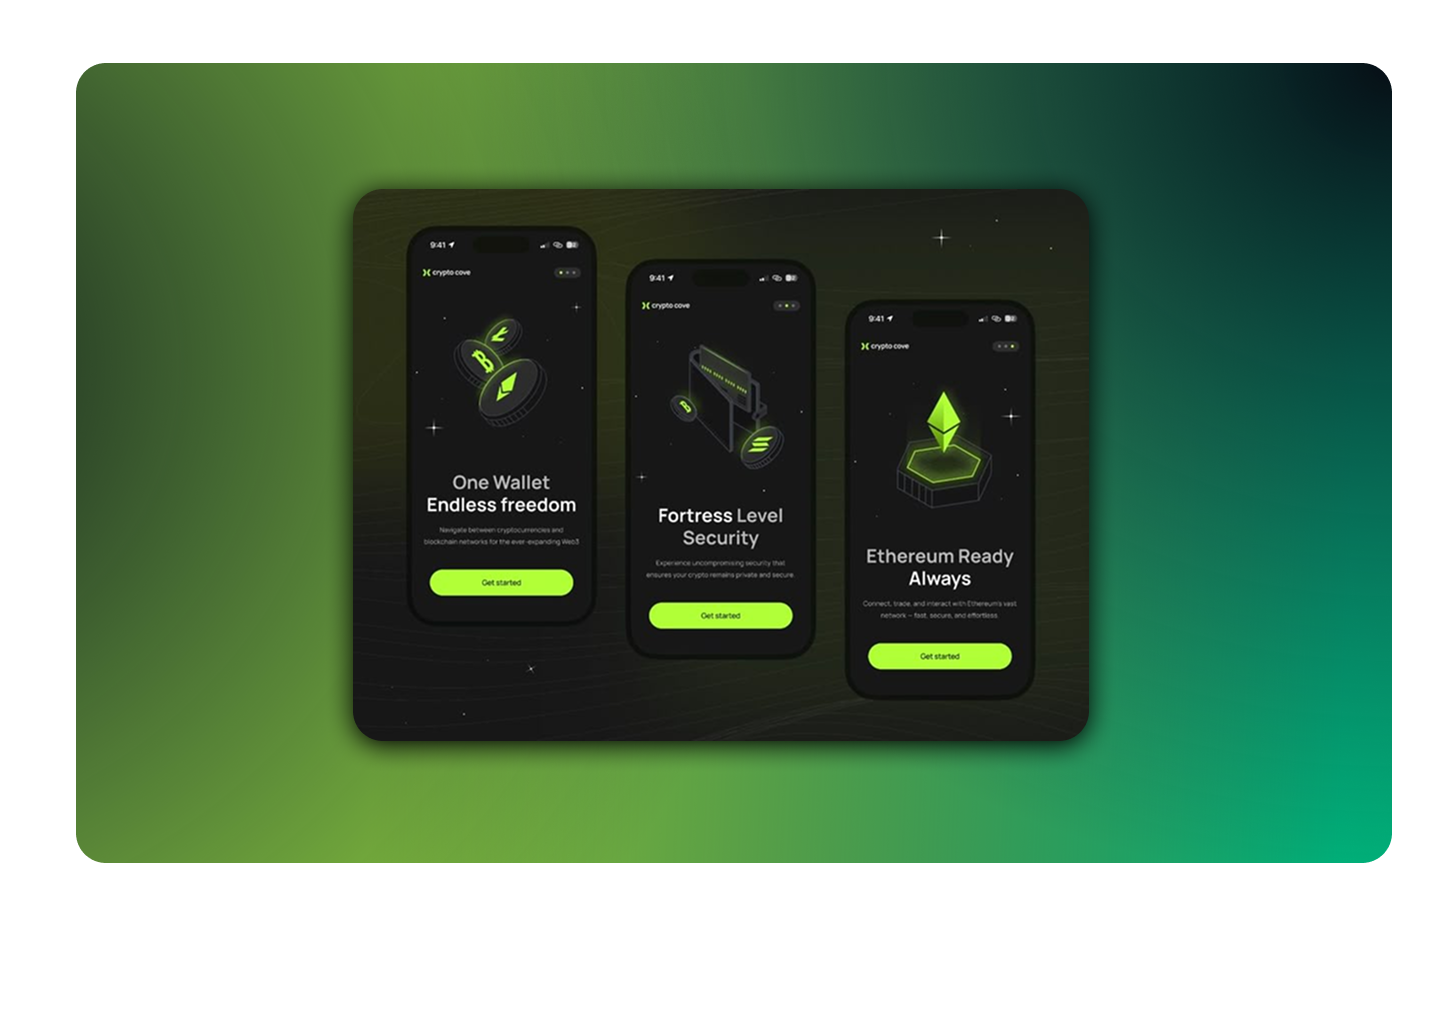 9:41
crypto cove
One Wallet
Endless freedom
Navigate between cryptocurrencies and
blockchain networks for the ever-expanding Web3
Get started
9:41
crypto cove
Fortress Level
Security
Experience uncompromising security that
ensures your crypto remains private and secure.
Get started
9:41
crypto cove
Ethereum Ready
Always
Connect, trade, and interact with Ethereum's vast
network — fast, secure, and effortless.
Get started